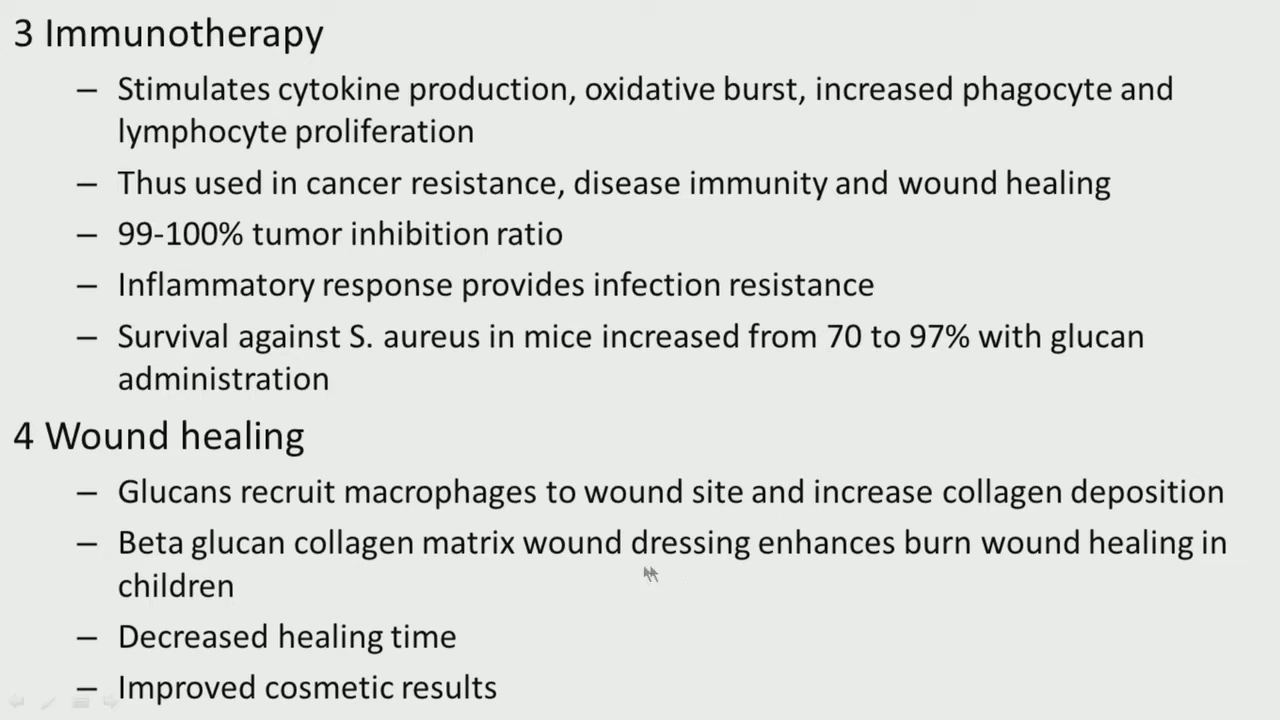 3 Immunotherapy
– Stimulates cytokine production, oxidative burst, increased phagocyte and
lymphocyte proliferation
– Thus used in cancer resistance, disease immunity and wound healing
– 99-100% tumor inhibition ratio
– Inflammatory response provides infection resistance
– Survival against S. aureus in mice increased from 70 to 97% with glucan
administration
4 Wound healing
– Glucans recruit macrophages to wound site and increase collagen deposition
– Beta glucan collagen matrix wound dressing enhances burn wound healing in
children
– Decreased healing time
– Improved cosmetic results